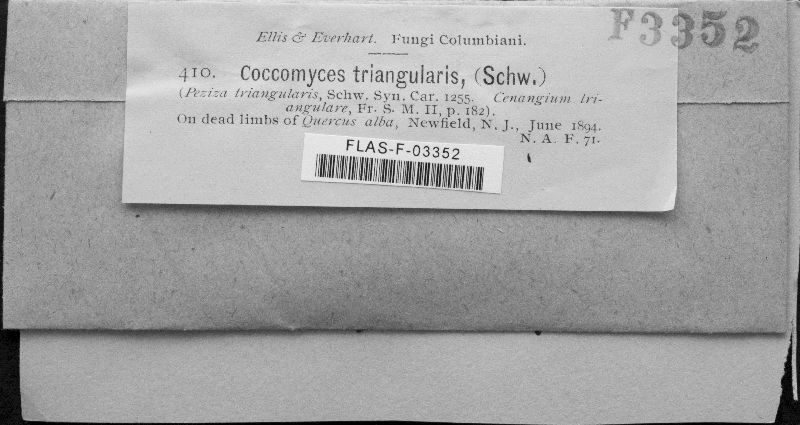 F3352
Ellis & Everhart. Fungi Columbiani.
410. Coccomyces triangularis, (Schw.)
(Peziza triangularis, Schw. Syn. Car. 1255. Cenangium tri-
angulare, Fr. S. M. II, p. 182).
On dead limbs of Quercus alba, Newfield, N. J., June 1894.
N. A. F. 71.
FLAS-F-03352